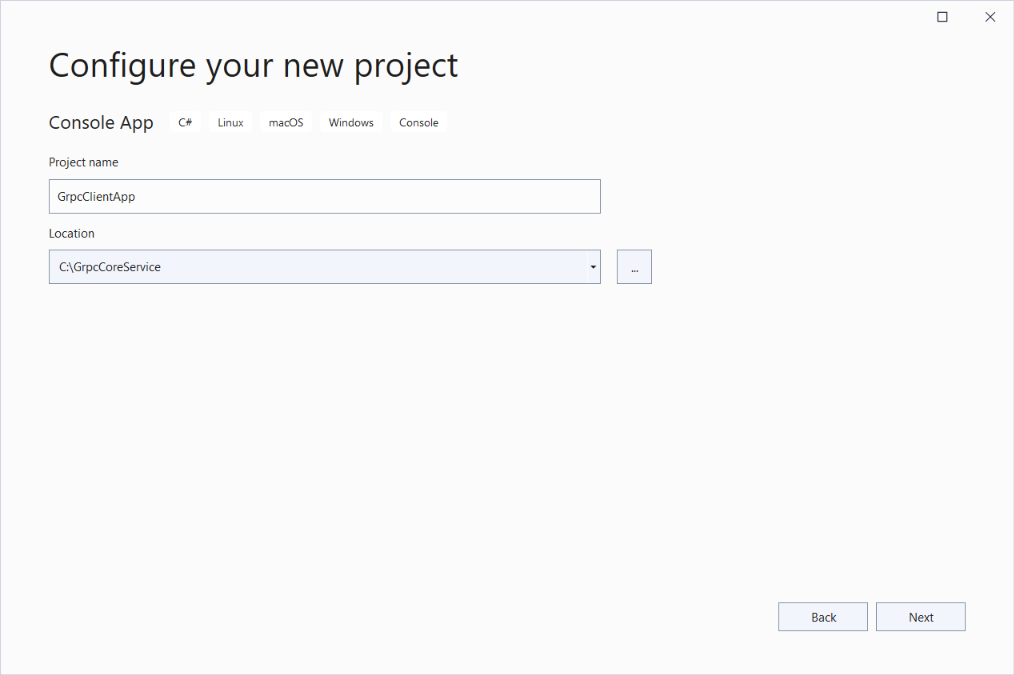 Configure your new project
Console App C# Linux macOS Windows Console
Project name
GrpcClientApp
Location
C:\GrpcCoreService
...
Back Next